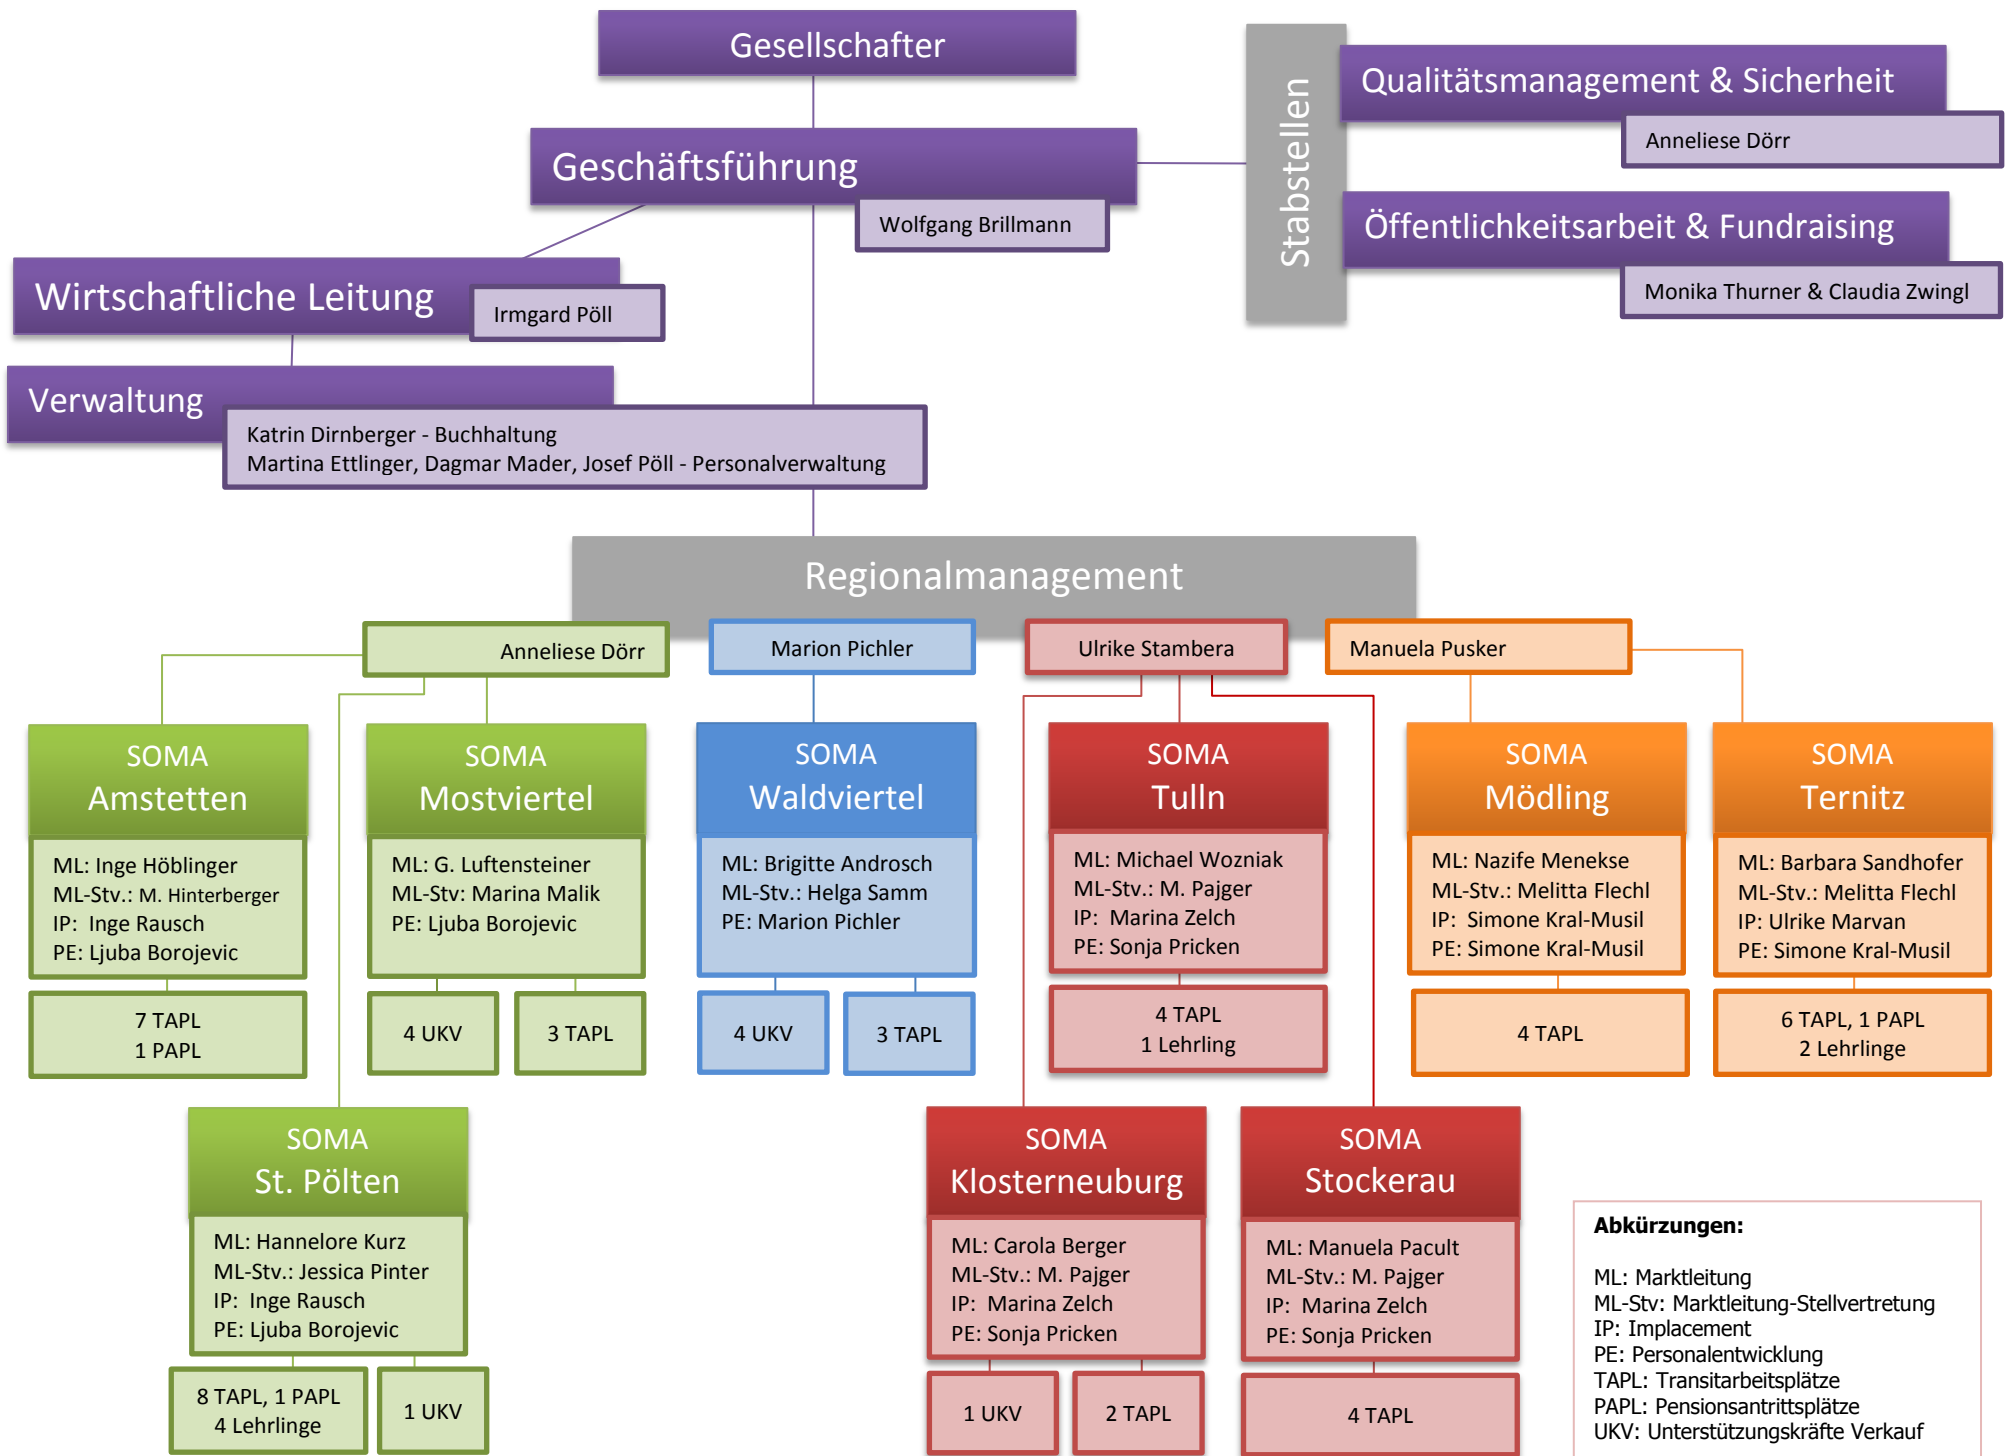 Gesellschafter
Geschäftsführung
Wolfgang Brillmann
Stabstellen
Qualitätsmanagement & Sicherheit
Anneliese Dörr
Öffentlichkeitsarbeit & Fundraising
Monika Thurner & Claudia Zwingl
Wirtschaftliche Leitung
Irmgard Pöll
Verwaltung
Katrin Dirnberger - Buchhaltung
Martina Ettlinger, Dagmar Mader, Josef Pöll - Personalverwaltung
Regionalmanagement
Anneliese Dörr
Marion Pichler
Ulrike Stambera
Manuela Pusker
SOMA
Amstetten
ML: Inge Höblinger
ML-Stv.: M. Hinterberger
IP: Inge Rausch
PE: Ljuba Borojevic
7 TAPL
1 PAPL
SOMA
Mostviertel
ML: G. Luftensteiner
ML-Stv: Marina Malik
PE: Ljuba Borojevic
4 UKV
3 TAPL
SOMA
Waldviertel
ML: Brigitte Androsch
ML-Stv.: Helga Samm
PE: Marion Pichler
4 UKV
3 TAPL
SOMA
Tulln
ML: Michael Wozniak
ML-Stv.: M. Pajger
IP: Marina Zelch
PE: Sonja Pricken
4 TAPL
1 Lehrling
SOMA
Mödling
ML: Nazife Menekse
ML-Stv.: Melitta Flechl
IP: Simone Kral-Musil
PE: Simone Kral-Musil
4 TAPL
SOMA
Ternitz
ML: Barbara Sandhofer
ML-Stv.: Melitta Flechl
IP: Ulrike Marvan
PE: Simone Kral-Musil
6 TAPL, 1 PAPL
2 Lehrlinge
SOMA
St. Pölten
ML: Hannelore Kurz
ML-Stv.: Jessica Pinter
IP: Inge Rausch
PE: Ljuba Borojevic
8 TAPL, 1 PAPL
4 Lehrlinge
1 UKV
SOMA
Klosterneuburg
ML: Carola Berger
ML-Stv.: M. Pajger
IP: Marina Zelch
PE: Sonja Pricken
1 UKV
2 TAPL
SOMA
Stockerau
ML: Manuela Pacult
ML-Stv.: M. Pajger
IP: Marina Zelch
PE: Sonja Pricken
4 TAPL
Abkürzungen:
ML: Marktleitung
ML-Stv: Marktleitung-Stellvertretung
IP: Implacement
PE: Personalentwicklung
TAPL: Transitarbeitsplätze
PAPL: Pensionsantrittsplätze
UKV: Unterstützungskräfte Verkauf